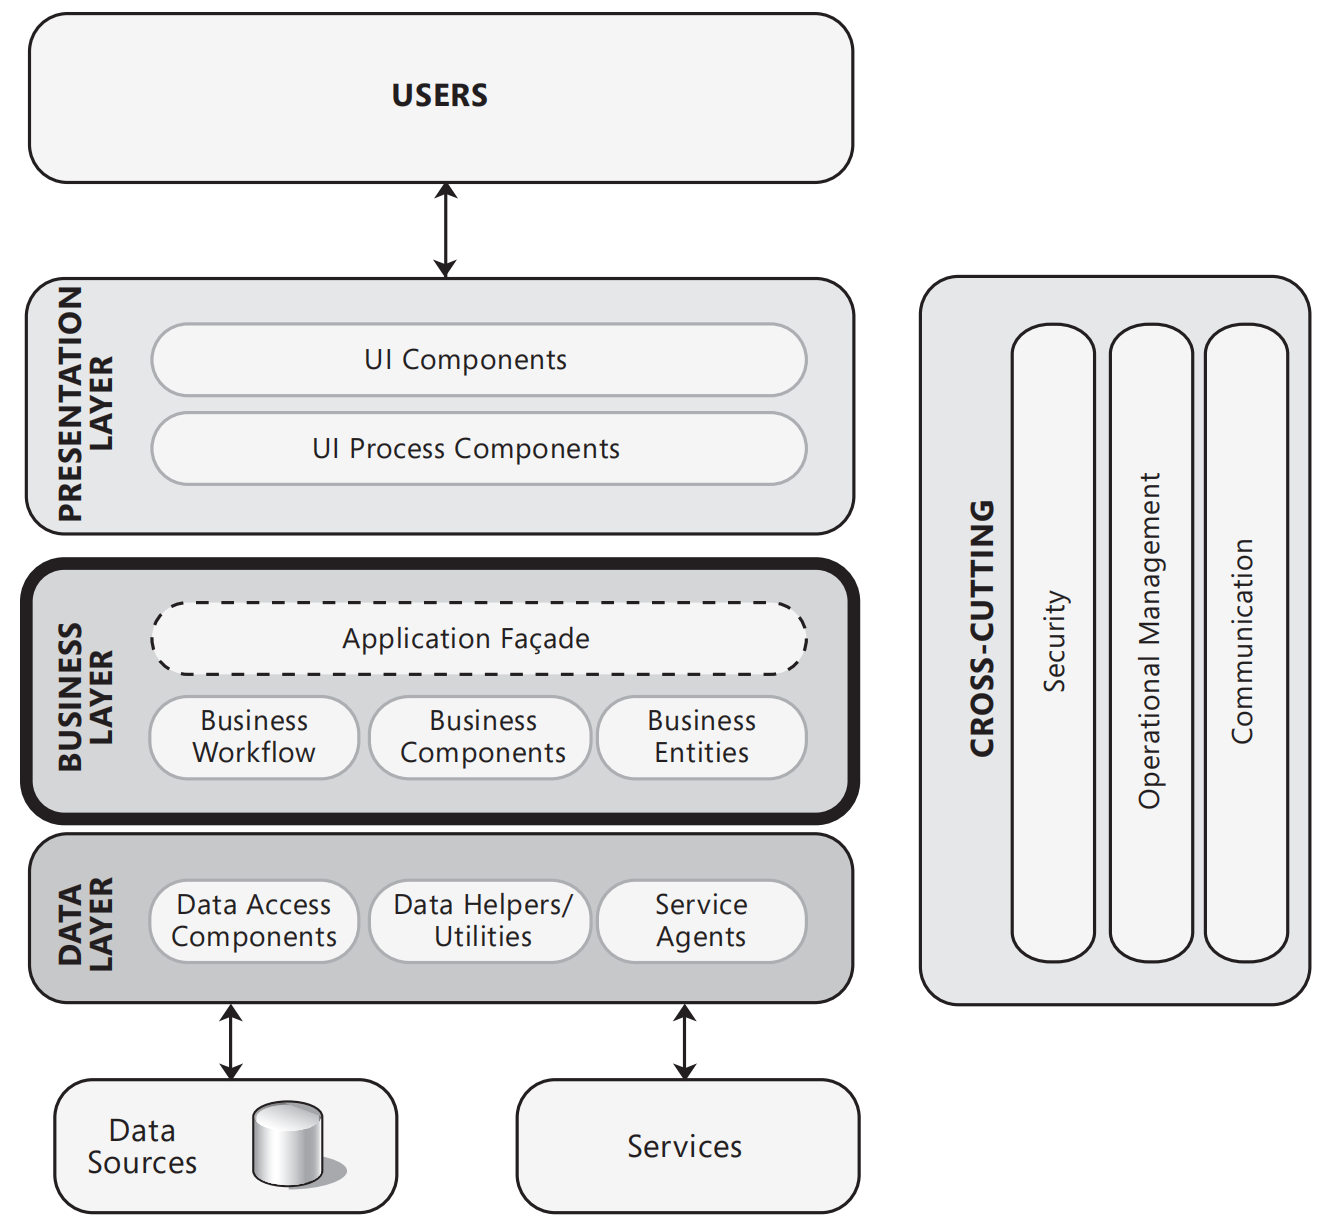 USERS
PRESENTATION
LAYER
UI Components
UI Process Components
BUSINESS
LAYER
Application Façade
Business
Workflow
Business
Components
Business
Entities
DATA
LAYER
Data Access
Components
Data Helpers/
Utilities
Service
Agents
Data
Sources
Services
CROSS-CUTTING
Security
Operational Management
Communication